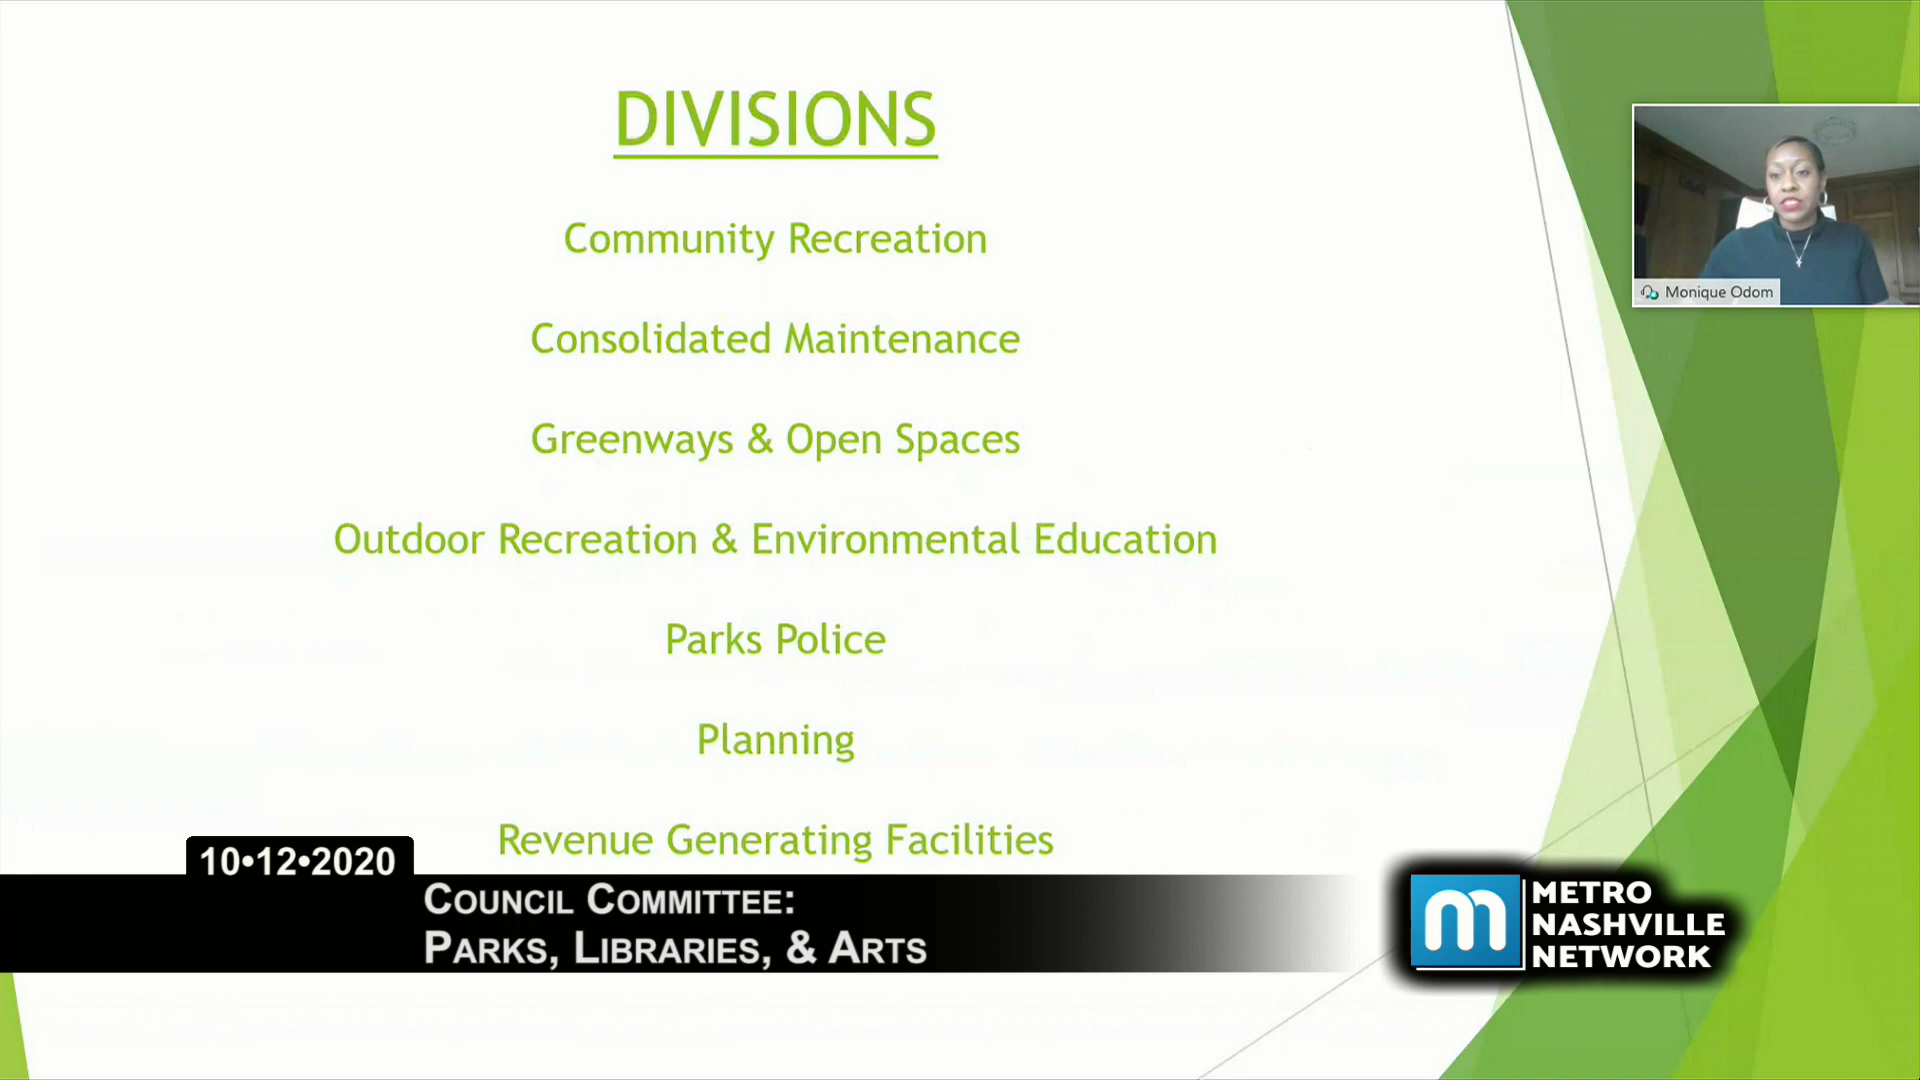 DIVISIONS
Community Recreation
Consolidated Maintenance
Greenways & Open Spaces
Outdoor Recreation & Environmental Education
Parks Police
Planning
Revenue Generating Facilities
Monique Odom
10•12•2020
COUNCIL COMMITTEE:
PARKS, LIBRARIES, & ARTS
m
METRO
NASHVILLE
NETWORK